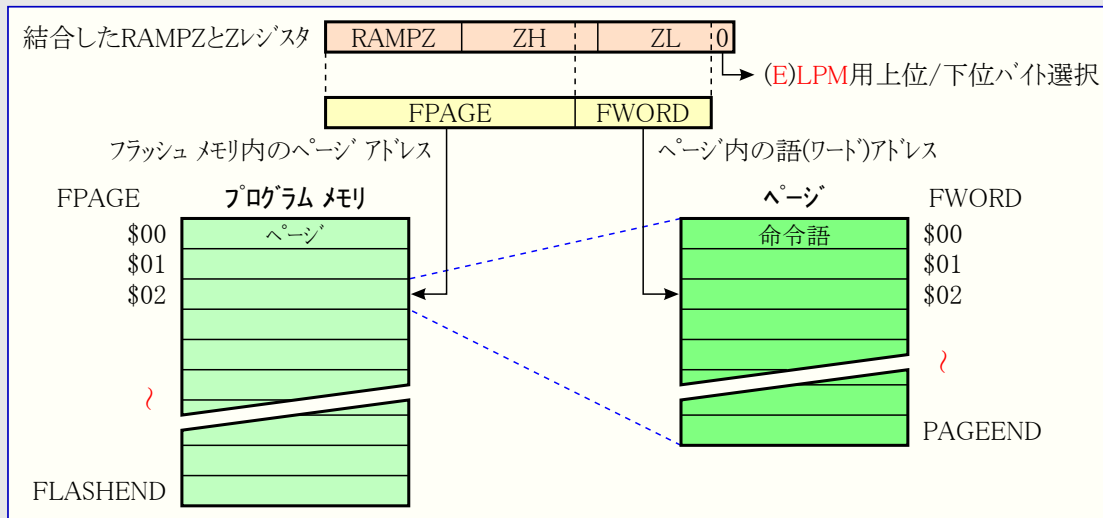 結合したRAMPZとZレジスタ RAMPZ ZH ZL 0
(E)LPM用上位/下位バイト選択
FPAGE FWORD
フラッシュ メモリ内のページ アドレス ページ内の語(ワード)アドレス
FPAGE プログラム メモリ ページ FWORD
$00 ページ 命令語 $00
$01 $01
$02 $02
~ ~
PAGEEND
FLASHEND